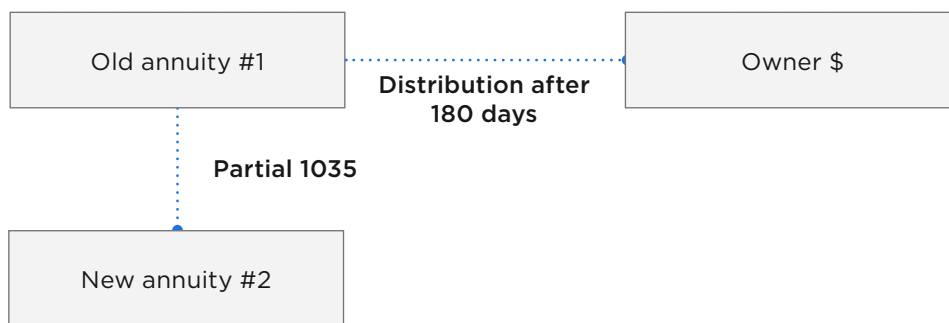 Old annuity #1
Owner $
Distribution after
180 days
Partial 1035
New annuity #2